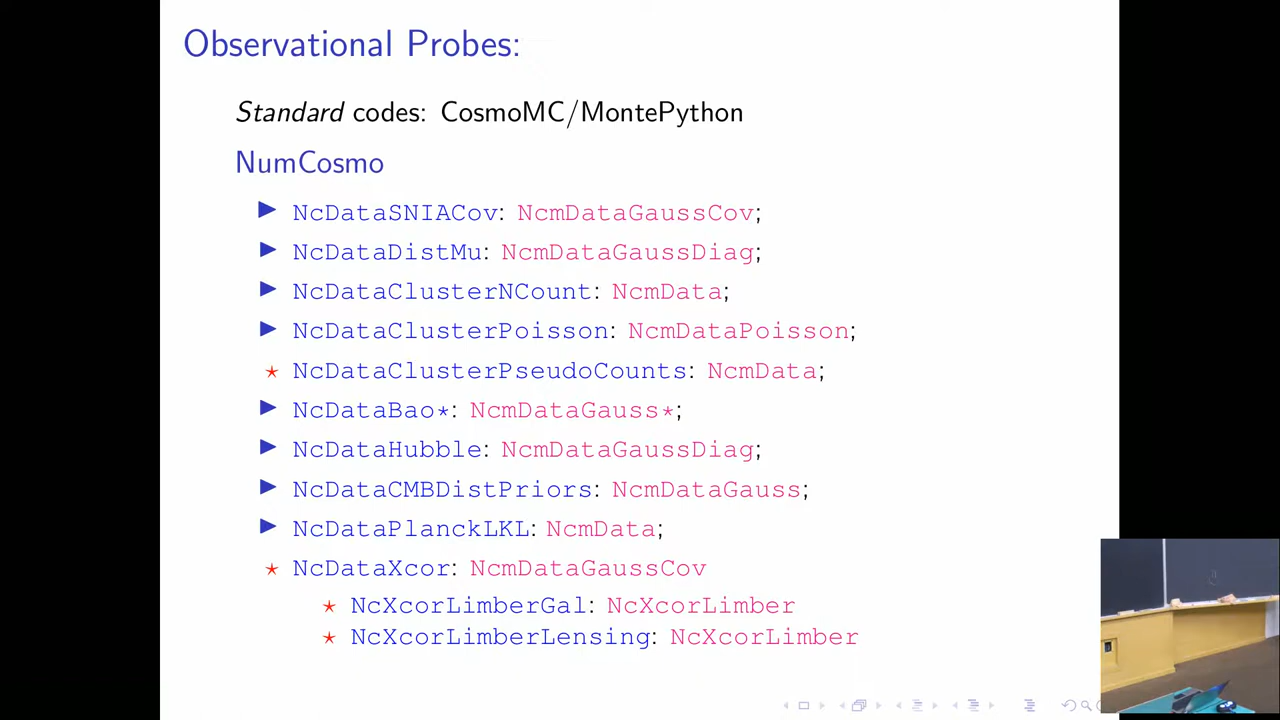 Observational Probes:
Standard codes: CosmoMC/MontePython
NumCosmo
NcDataSNIACov: NcmDataGaussCov;
NcDataDistMu: NcmDataGaussDiag;
NcDataClusterNCount: NcmData;
NcDataClusterPoisson: NcmDataPoisson;
⋆ NcDataClusterPseudoCounts: NcmData;
NcDataBao*: NcmDataGauss*;
NcDataHubble: NcmDataGaussDiag;
NcDataCMBDistPriors: NcmDataGauss;
NcDataPlanckLKL: NcmData;
⋆ NcDataXcor: NcmDataGaussCov
⋆ NcXcorLimberGal: NcXcorLimber
⋆ NcXcorLimberLensing: NcXcorLimber